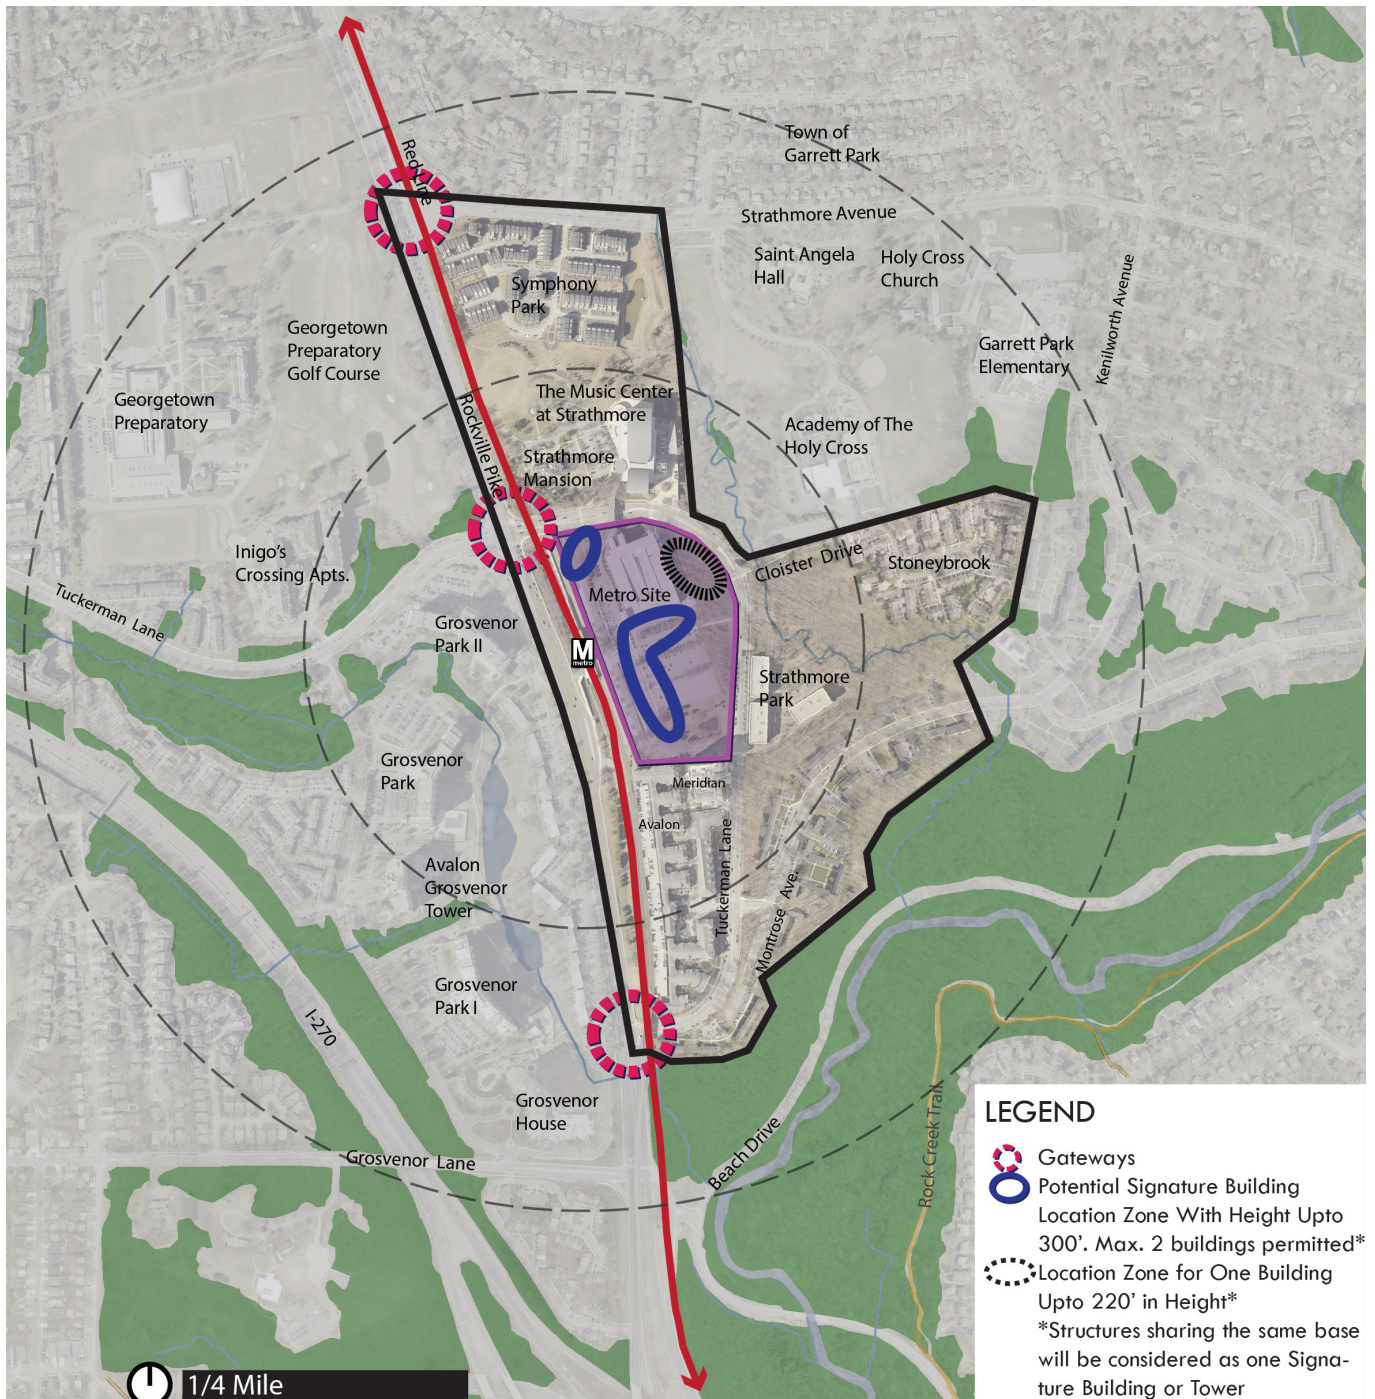 Town of
Garrett Park
Red Line
Strathmore Avenue
Saint Angela
Hall
Holy Cross
Church
Kenilworth Avenue
Symphony
Park
Georgetown
Preparatory
Golf Course
Garrett Park
Elementary
Georgetown
Preparatory
The Music Center
at Strathmore
Rockville Pike
Academy of The
Holy Cross
Strathmore
Mansion
Inigo's
Crossing Apts.
Cloister Drive
Stoneybrook
Metro Site
Tuckerman Lane
Grosvenor
Park II
M
metro
Strathmore
Park
Grosvenor
Park
Meridian
Avalon
Tuckerman Lane
Avalon
Grosvenor
Tower
Montrose Ave.
Grosvenor
Park I
I-270
Grosvenor
House
Beach Drive
Rock Creek Trail
Grosvenor Lane
LEGEND
Gateways
Potential Signature Building
Location Zone With Height Upto
300'. Max. 2 buildings permitted*
Location Zone for One Building
Upto 220' in Height*
*Structures sharing the same base
will be considered as one Signa-
ture Building or Tower
1/4 Mile